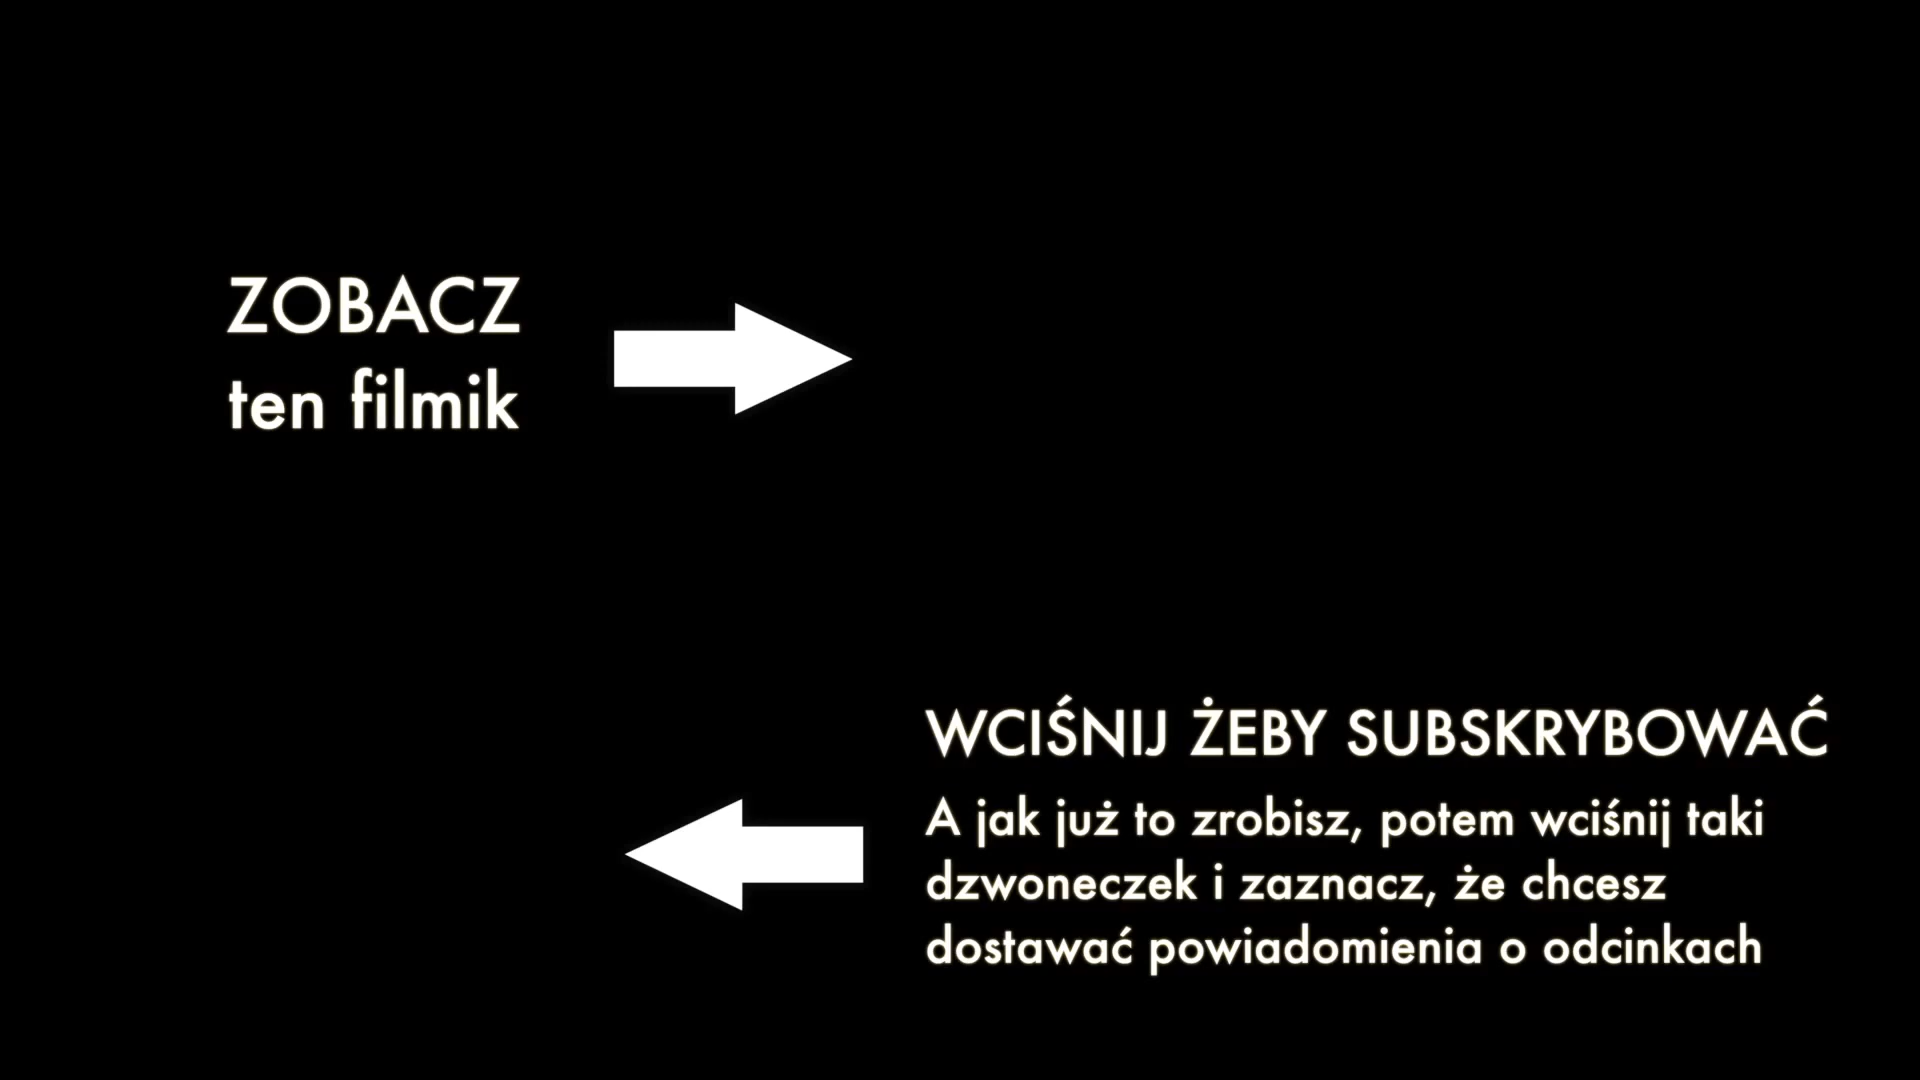 ZOBACZ
ten filmik
WCIŚNIJ ŻEBY SUBSKRYBOWAĆ
A jak już to zrobisz, potem wciśnij taki
dzwoneczek i zaznacz, że chcesz
dostawać powiadomienia o odcinkach